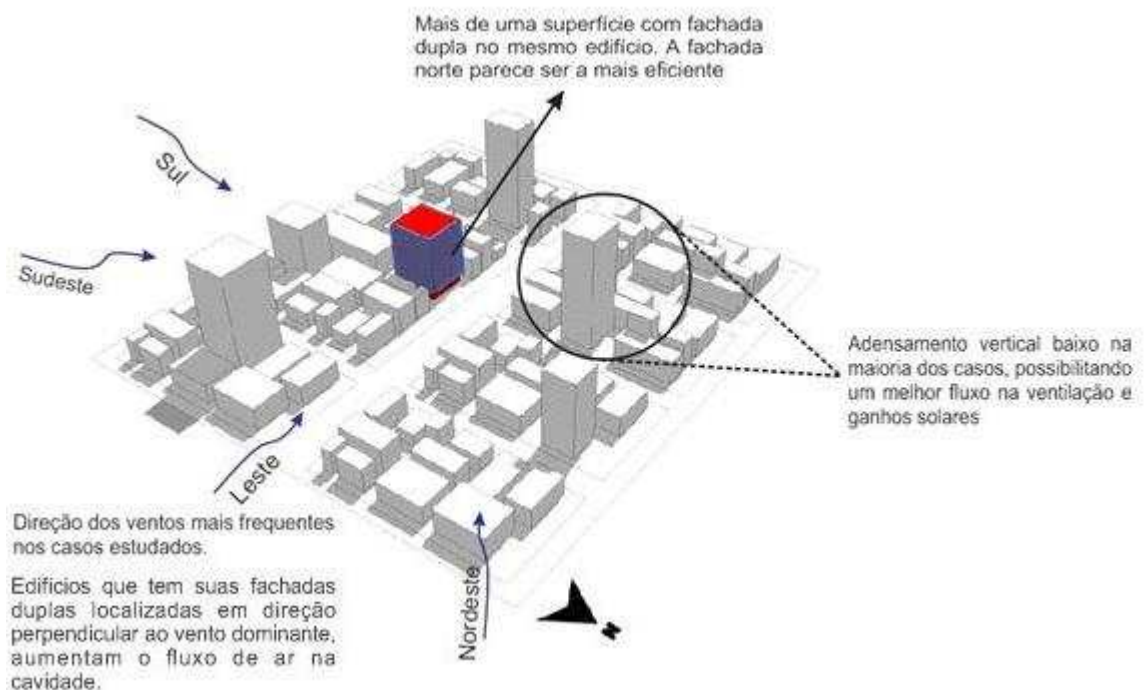 Mais de uma superfície com fachada
dupla no mesmo edifício. A fachada
norte parece ser a mais eficiente
Sul
Sudeste
Adensamento vertical baixo na
maioria dos casos, possibilitando
um melhor fluxo na ventilação e
ganhos solares
Leste
Direção dos ventos mais frequentes
nos casos estudados.
Edifícios que tem suas fachadas
duplas localizadas em direção
perpendicular ao vento dominante,
aumentam o fluxo de ar na
cavidade.
Nordeste
N